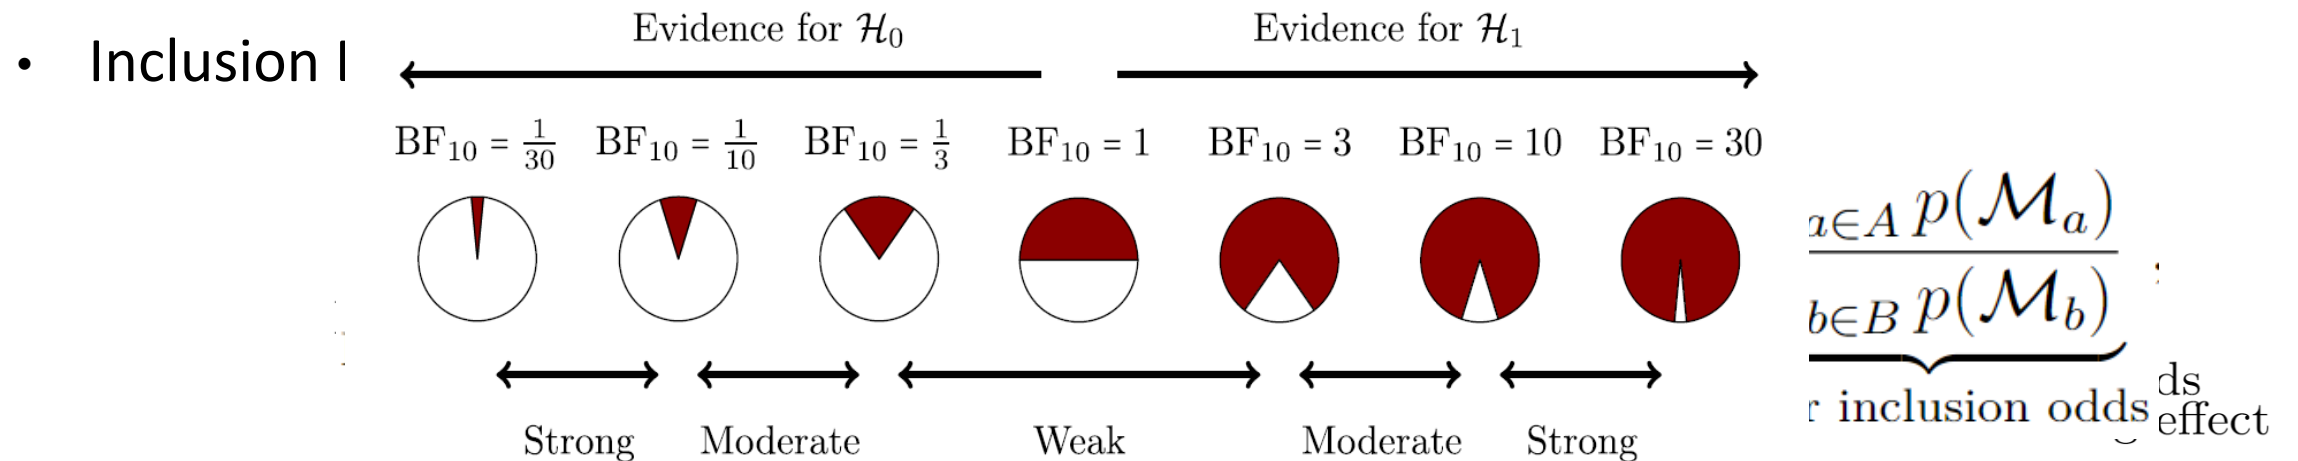 • Inclusion
Evidence for ℋ₀ Evidence for ℋ₁
BF₁₀ = 1/30 BF₁₀ = 1/10 BF₁₀ = 1/3 BF₁₀ = 1 BF₁₀ = 3 BF₁₀ = 10 BF₁₀ = 30
a∈A p(ℳₐ)
b∈B p(ℳ_b)
ds
r inclusion odds effect
Strong Moderate Weak Moderate Strong